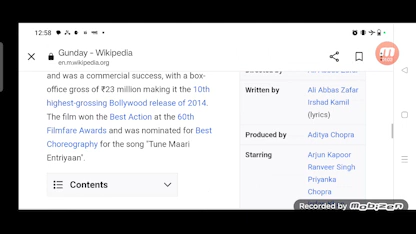 12:58
Gunday - Wikipedia
en.m.wikipedia.org
and was a commercial success, with a box-
office gross of ₹23 million making it the 10th
highest-grossing Bollywood release of 2014.
The film won the Best Action at the 60th
Filmfare Awards and was nominated for Best
Choreography for the song "Tune Maari
Entriyaan".
Contents
Written by
Ali Abbas Zafar
Irshad Kamil
(lyrics)
Produced by
Aditya Chopra
Starring
Arjun Kapoor
Ranveer Singh
Priyanka
Chopra
Recorded by Mobizen